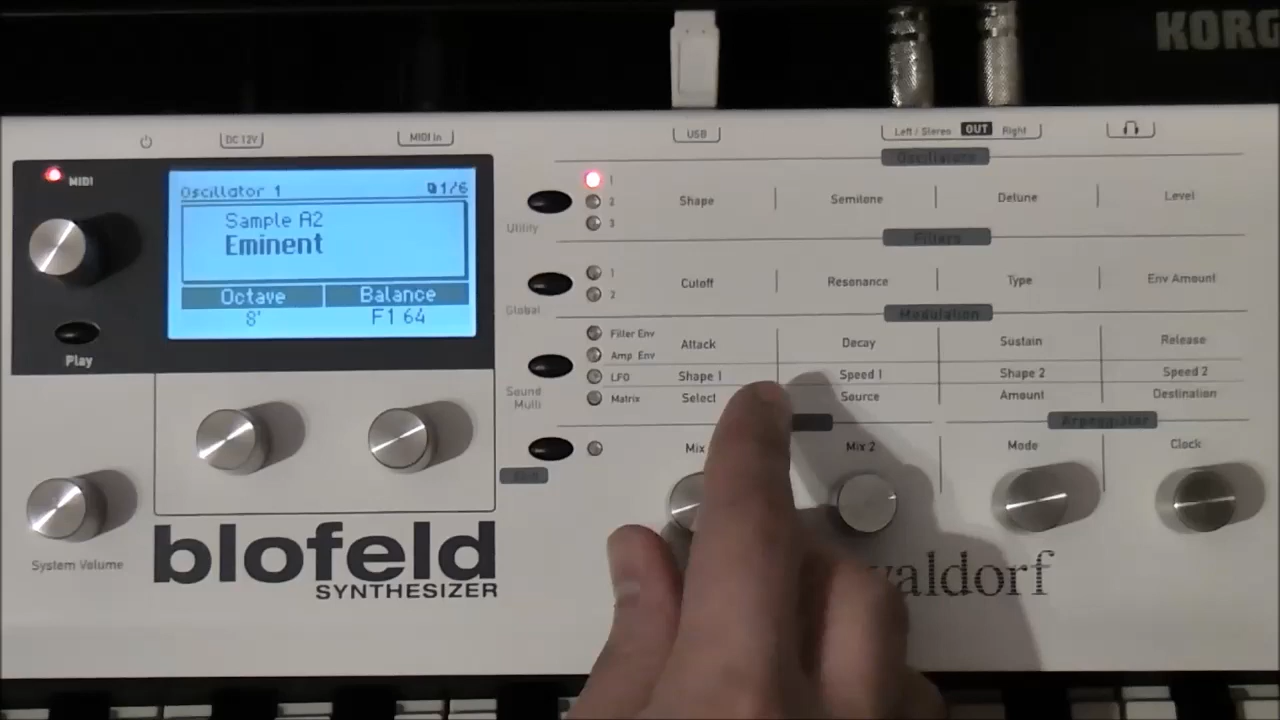 KORG
DC 12V
MIDI In
USB
Left / Stereo OUT Right
Oscillators
MIDI
Oscillator 1 1/6
Sample A2
Eminent
Octave Balance
8' F1 64
Play
1
2
3
Shape Semitone Detune Level
Utility
Filters
1
2
Cutoff Resonance Type Env Amount
Global
Modulation
Filter Env
Attack Decay Sustain Release
Amp Env
LFO
Shape 1 Speed 1 Shape 2 Speed 2
Sound
Multi
Matrix
Select Source Amount Destination
Arpeggiator
Mix Mix 2 Mode Clock
System Volume
blofeld
SYNTHESIZER
waldorf